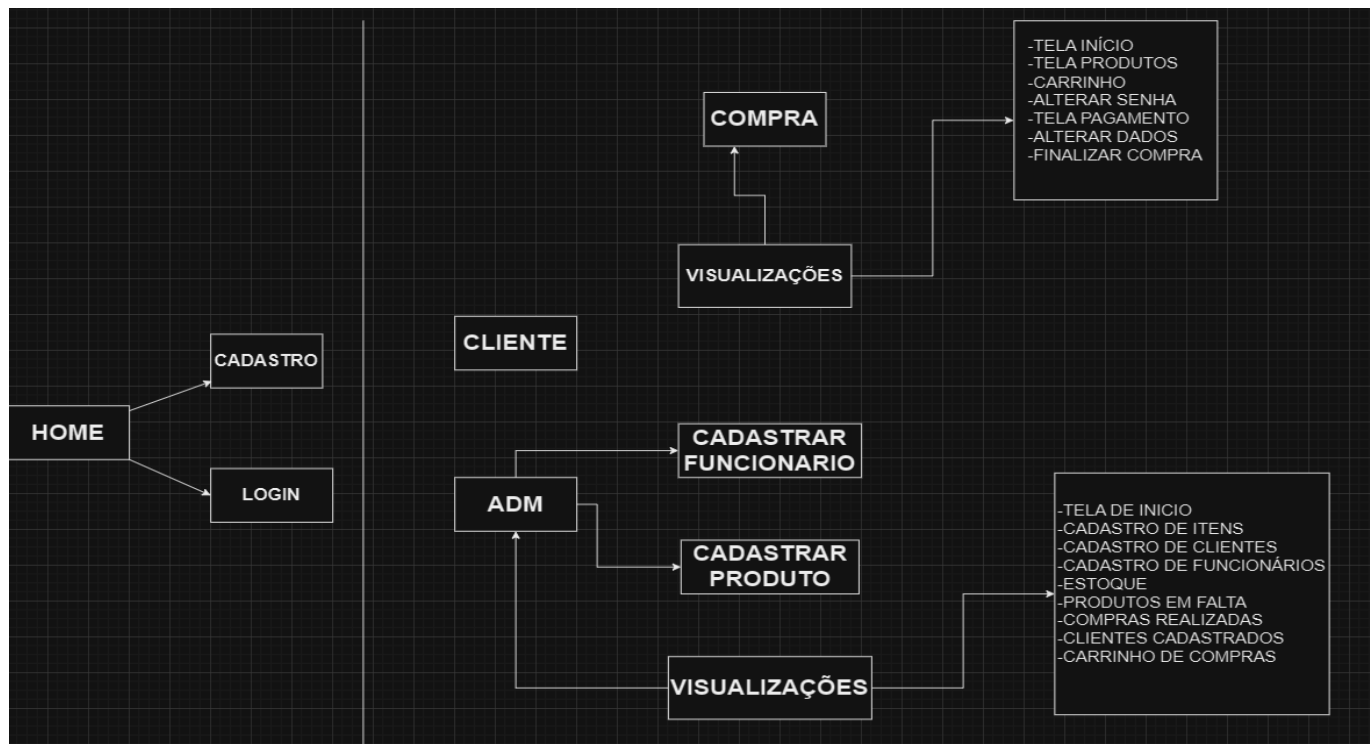 -TELA INÍCIO
-TELA PRODUTOS
-CARRINHO
-ALTERAR SENHA
-TELA PAGAMENTO
-ALTERAR DADOS
-FINALIZAR COMPRA
COMPRA
VISUALIZAÇÕES
CLIENTE
CADASTRO
HOME
LOGIN
CADASTRAR
FUNCIONARIO
ADM
CADASTRAR
PRODUTO
-TELA DE INICIO
-CADASTRO DE ITENS
-CADASTRO DE CLIENTES
-CADASTRO DE FUNCIONÁRIOS
-ESTOQUE
-PRODUTOS EM FALTA
-COMPRAS REALIZADAS
-CLIENTES CADASTRADOS
-CARRINHO DE COMPRAS
VISUALIZAÇÕES